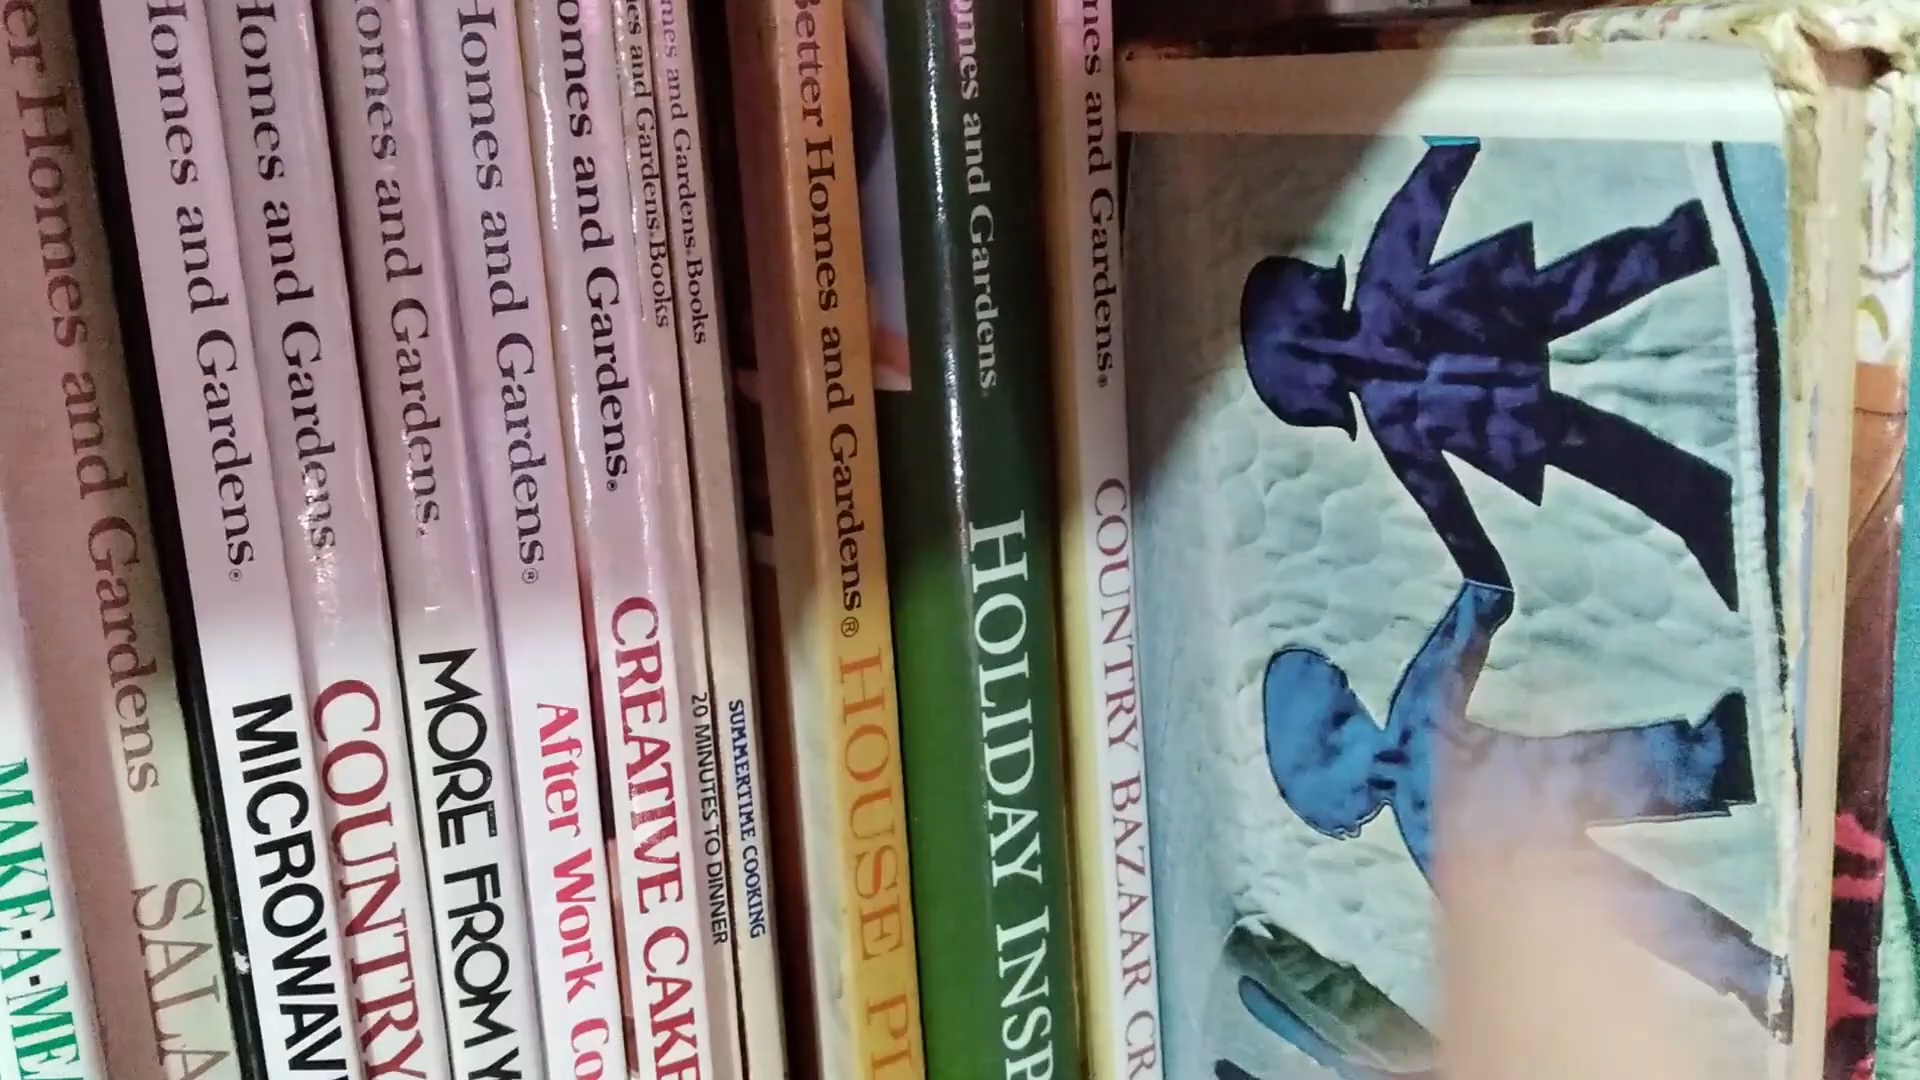 MAKE-A-ME
er Homes and Gardens SALA
Homes and Gardens® MICROWAV
Homes and Gardens® COUNTRY
omes and Gardens® MORE FROM Y
Homes and Gardens® After Work Co
omes and Gardens® CREATIVE CAKE
es and Gardens® Books 20 MINUTES TO DINNER
mes and Gardens® Books SUMMERTIME COOKING
Better Homes and Gardens® HOUSE PL
omes and Gardens® HOLIDAY INSP
mes and Gardens® COUNTRY BAZAAR CR